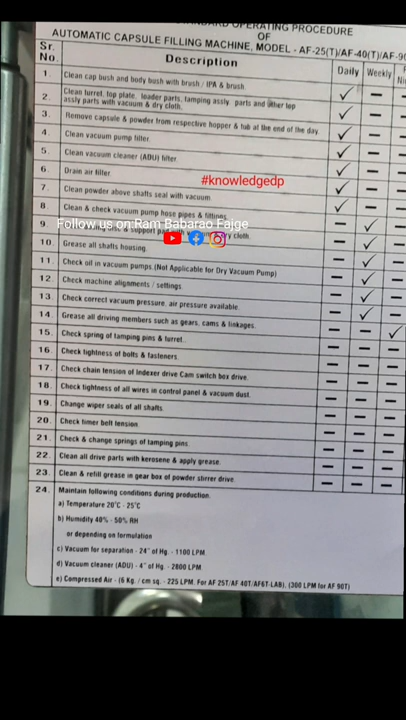 STANDARD OPERATING PROCEDURE
OF
AUTOMATIC CAPSULE FILLING MACHINE, MODEL - AF-25(T)/AF-40(T)/AF-90
Sr. No. Description Daily Weekly
1. Clean cap bush and body bush with brush / IPA & brush.
2. Clean turret, top plate, loader parts, tamping assly. parts and other top
assly parts with vacuum & dry cloth.
3. Remove capsule & powder from respective hopper & tub at the end of the day.
4. Clean vacuum pump filter.
5. Clean vacuum cleaner (ADU) filter.
6. Drain air filter
#knowledgedp
7. Clean powder above shafts seal with vacuum.
8. Clean & check vacuum pump hose pipes & fittings.
Follow us on Ram Babarao Fajge
9. & support cloth
10. Grease all shafts housing.
11. Check oil in vacuum pumps (Not Applicable for Dry Vacuum Pump)
12. Check machine alignments / settings.
13. Check correct vacuum pressure, air pressure available.
14. Grease all driving members such as gears, cams & linkages.
15. Check spring of tamping pins & turret.
16. Check tightness of bolts & fasteners.
17. Check chain tension of Indexer drive Cam switch box drive.
18. Check tightness of all wires in control panel & vacuum dust.
19. Change wiper seals of all shafts.
20. Check timer belt tension
21. Check & change springs of tamping pins.
22. Clean all drive parts with kerosene & apply grease.
23. Clean & refill grease in gear box of powder stirrer drive
24. Maintain following conditions during production.
a) Temperature 20°C - 25°C
b) Humidity 40% - 50% RH
or depending on formulation
c) Vacuum for separation - 24" of Hg. - 1100 LPM.
d) Vacuum cleaner (ADU) - 4" of Hg. - 2800 LPM
e) Compressed Air - (6 Kg. / cm sq. - 225 LPM. For AF 25T/AF 40T/AF6T-LAB), (300 LPM for AF 90T)